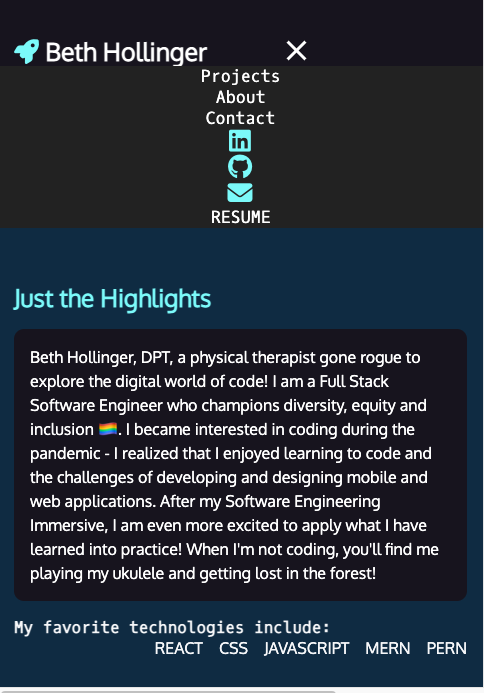 Beth Hollinger
Projects
About
Contact
in
RESUME
Just the Highlights
Beth Hollinger, DPT, a physical therapist gone rogue to
explore the digital world of code! I am a Full Stack
Software Engineer who champions diversity, equity and
inclusion 🏳️‍🌈. I became interested in coding during the
pandemic - I realized that I enjoyed learning to code and
the challenges of developing and designing mobile and
web applications. After my Software Engineering
Immersive, I am even more excited to apply what I have
learned into practice! When I'm not coding, you'll find me
playing my ukulele and getting lost in the forest!
My favorite technologies include:
REACT CSS JAVASCRIPT MERN PERN